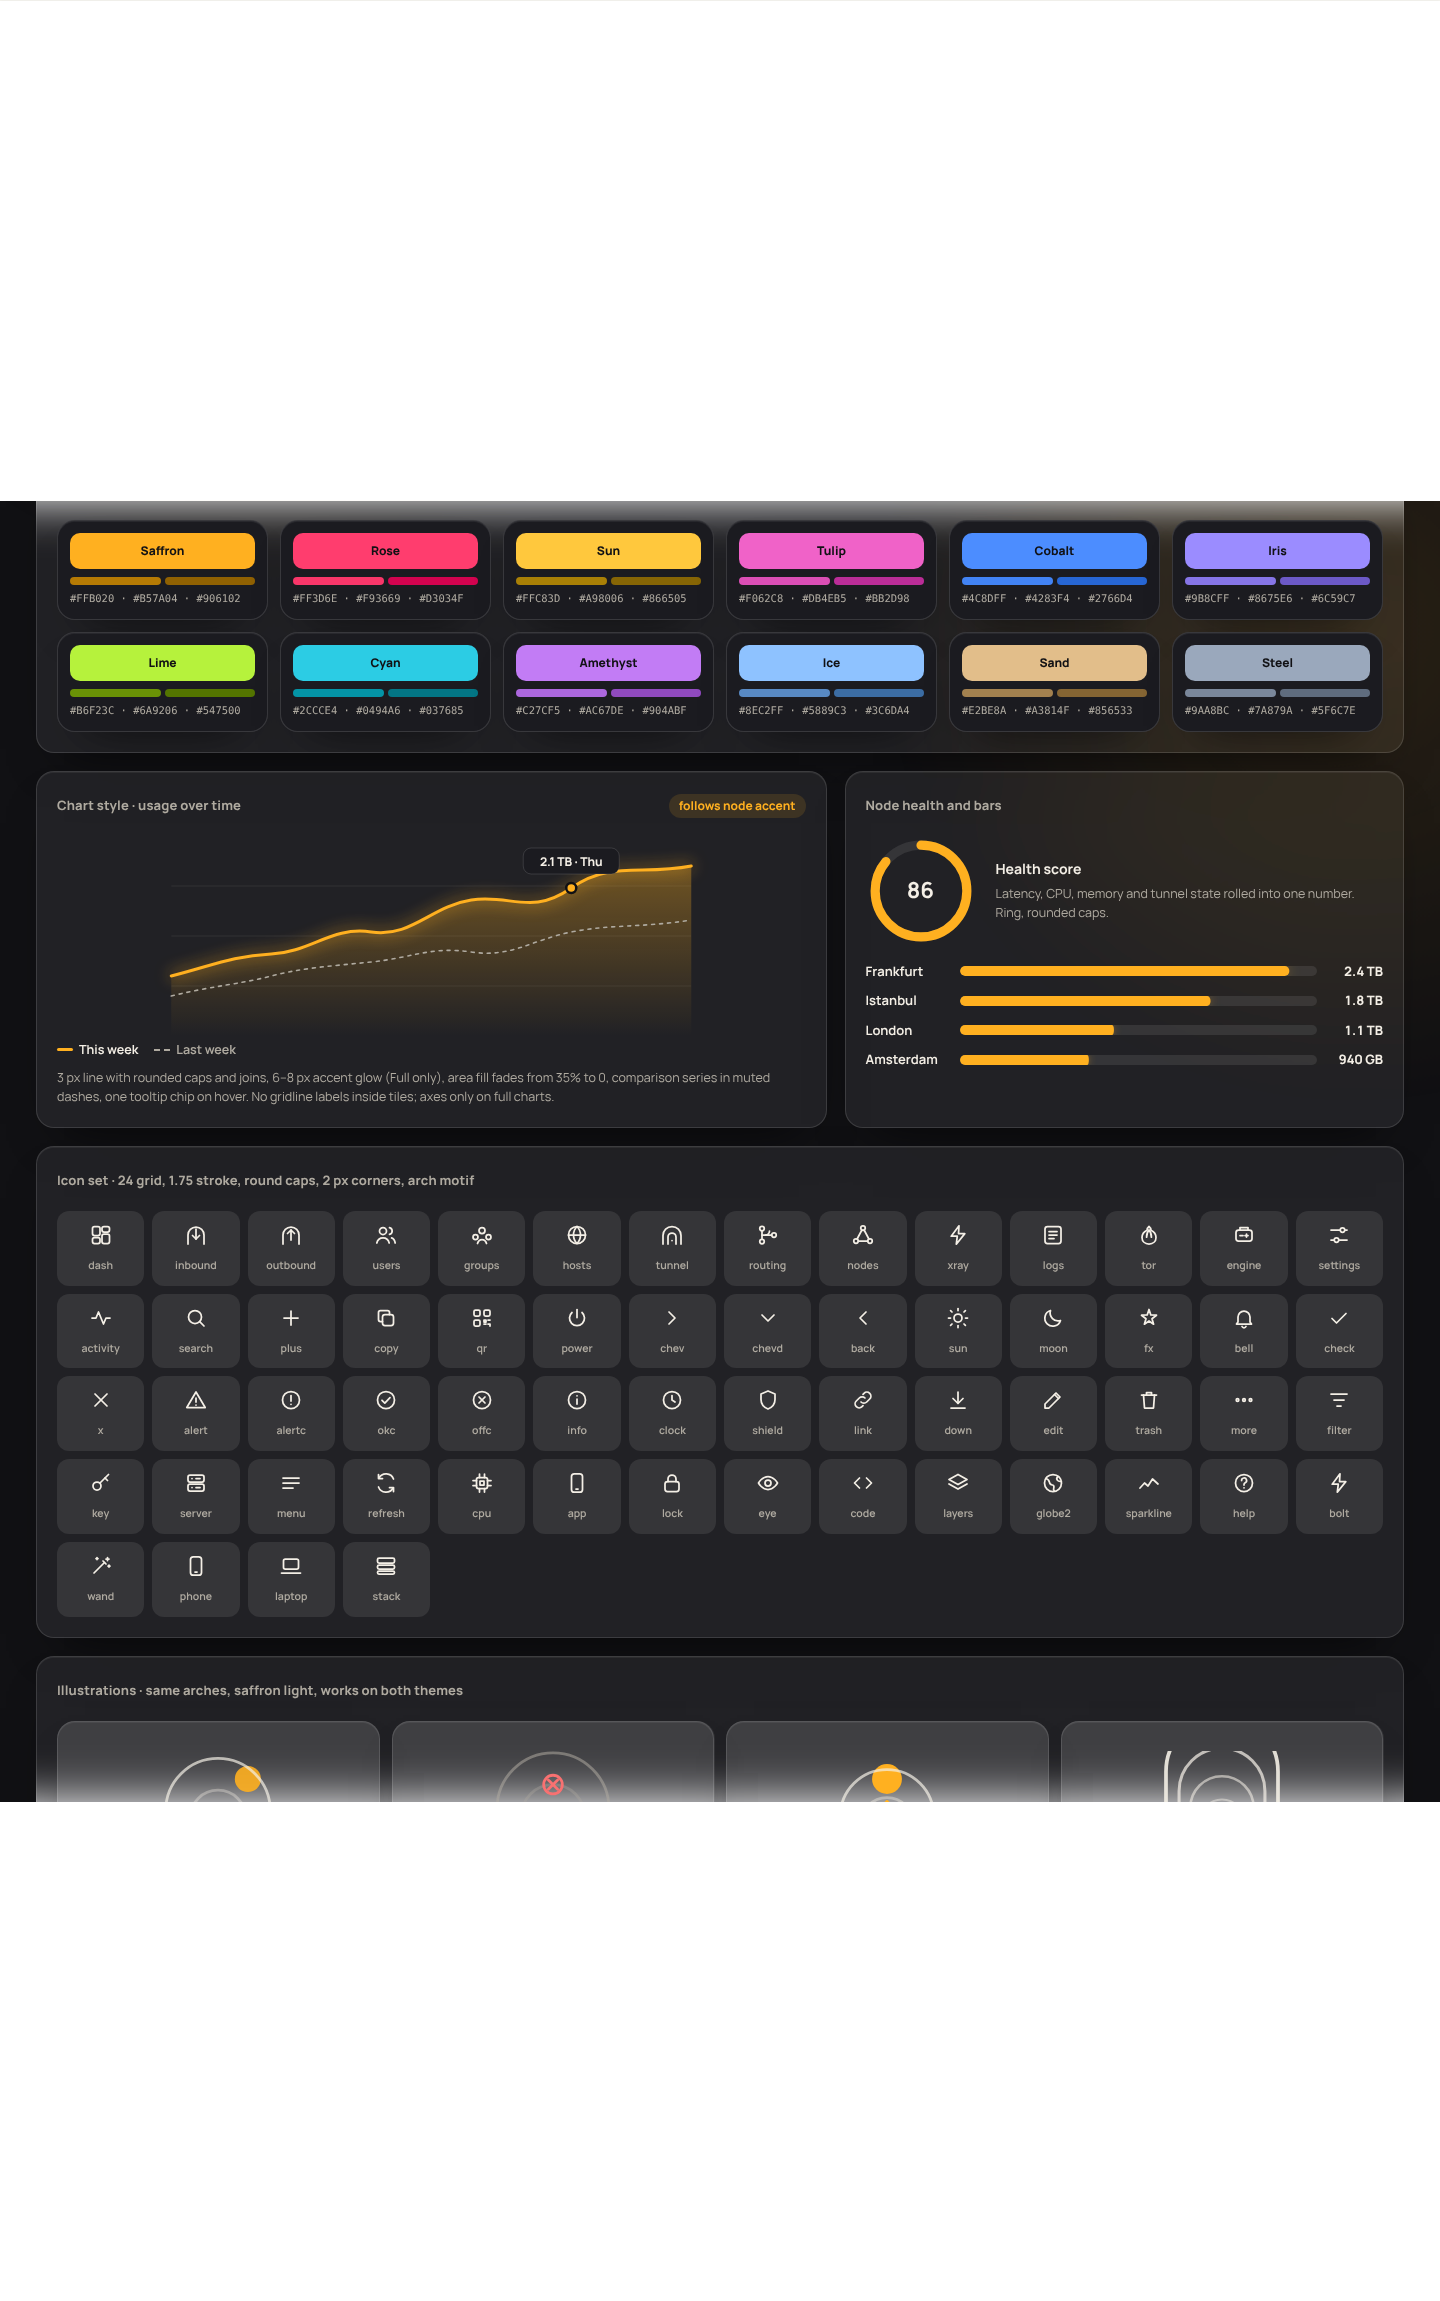 Saffron
#FFB020 · #B57A04 · #906102
Rose
#FF3D6E · #F93669 · #D3034F
Sun
#FFC83D · #A98006 · #866505
Tulip
#F062C8 · #DB4EB5 · #BB2D98
Cobalt
#4C8DFF · #4283F4 · #2766D4
Iris
#9B8CFF · #8675E6 · #6C59C7
Lime
#B6F23C · #6A9206 · #547500
Cyan
#2CCCE4 · #0494A6 · #037685
Amethyst
#C27CF5 · #AC67DE · #904ABF
Ice
#8EC2FF · #5889C3 · #3C6DA4
Sand
#E2BE8A · #A3814F · #856533
Steel
#9AA8BC · #7A879A · #5F6C7E
Chart style · usage over time
follows node accent
2.1 TB · Thu
This week
Last week
3 px line with rounded caps and joins, 6–8 px accent glow (Full only), area fill fades from 35% to 0, comparison series in muted
dashes, one tooltip chip on hover. No gridline labels inside tiles; axes only on full charts.
Node health and bars
86
Health score
Latency, CPU, memory and tunnel state rolled into one number.
Ring, rounded caps.
Frankfurt 2.4 TB
Istanbul 1.8 TB
London 1.1 TB
Amsterdam 940 GB
Icon set · 24 grid, 1.75 stroke, round caps, 2 px corners, arch motif
dash inbound outbound users groups hosts tunnel routing nodes xray logs tor engine settings
activity search plus copy qr power chev chevd back sun moon fx bell check
x alert alertc okc offc info clock shield link down edit trash more filter
key server menu refresh cpu app lock eye code layers globe2 sparkline help bolt
wand phone laptop stack
Illustrations · same arches, saffron light, works on both themes